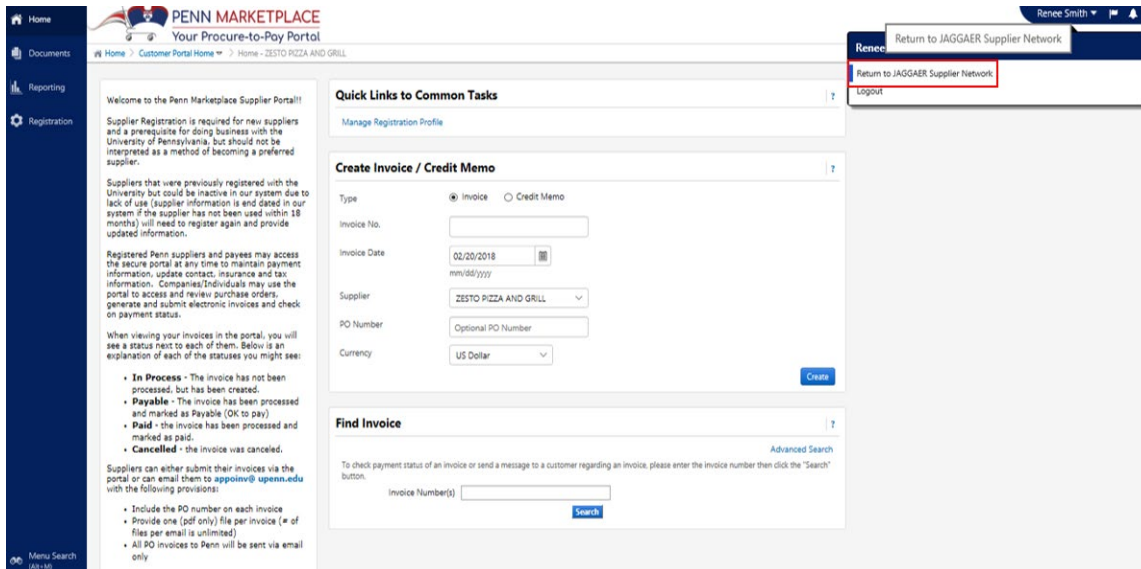 Home
Documents
Reporting
Registration
Menu Search
(Alt+M)
PENN MARKETPLACE
Your Procure-to-Pay Portal
Home > Customer Portal Home > Home - ZESTO PIZZA AND GRILL
Renee Smith
Return to JAGGAER Supplier Network
Renee
Return to JAGGAER Supplier Network
Logout
Welcome to the Penn Marketplace Supplier Portal!!
Supplier Registration is required for new suppliers
and a prerequisite for doing business with the
University of Pennsylvania, but should not be
interpreted as a method of becoming a preferred
supplier.
Suppliers that were previously registered with the
University but could be inactive in our system due to
lack of use (supplier information is end dated in our
system if the supplier has not been used within 18
months) will need to register again and provide
updated information.
Registered Penn suppliers and payees may access
the secure portal at any time to maintain payment
information, update contact, insurance and tax
information. Companies/Individuals may use the
portal to access and review purchase orders,
generate and submit electronic invoices and check
on payment status.
When viewing your invoices in the portal, you will
see a status next to each of them. Below is an
explanation of each of the statuses you might see:
• In Process - The invoice has not been
processed, but has been created.
• Payable - The invoice has been processed
and marked as Payable (OK to pay)
• Paid - the invoice has been processed and
marked as paid.
• Cancelled - the invoice was canceled.
Suppliers can either submit their invoices via the
portal or can email them to appoinv@ upenn.edu
with the following provisions:
• Include the PO number on each invoice
• Provide one (pdf only) file per invoice (# of
files per email is unlimited)
• All PO invoices to Penn will be sent via email
only
Quick Links to Common Tasks ?
Manage Registration Profile
Create Invoice / Credit Memo ?
Type Invoice Credit Memo
Invoice No.
Invoice Date 02/20/2018
mm/dd/yyyy
Supplier ZESTO PIZZA AND GRILL
PO Number Optional PO Number
Currency US Dollar
Create
Find Invoice ?
Advanced Search
To check payment status of an invoice or send a message to a customer regarding an invoice, please enter the invoice number then click the "Search"
button.
Invoice Number(s)
Search